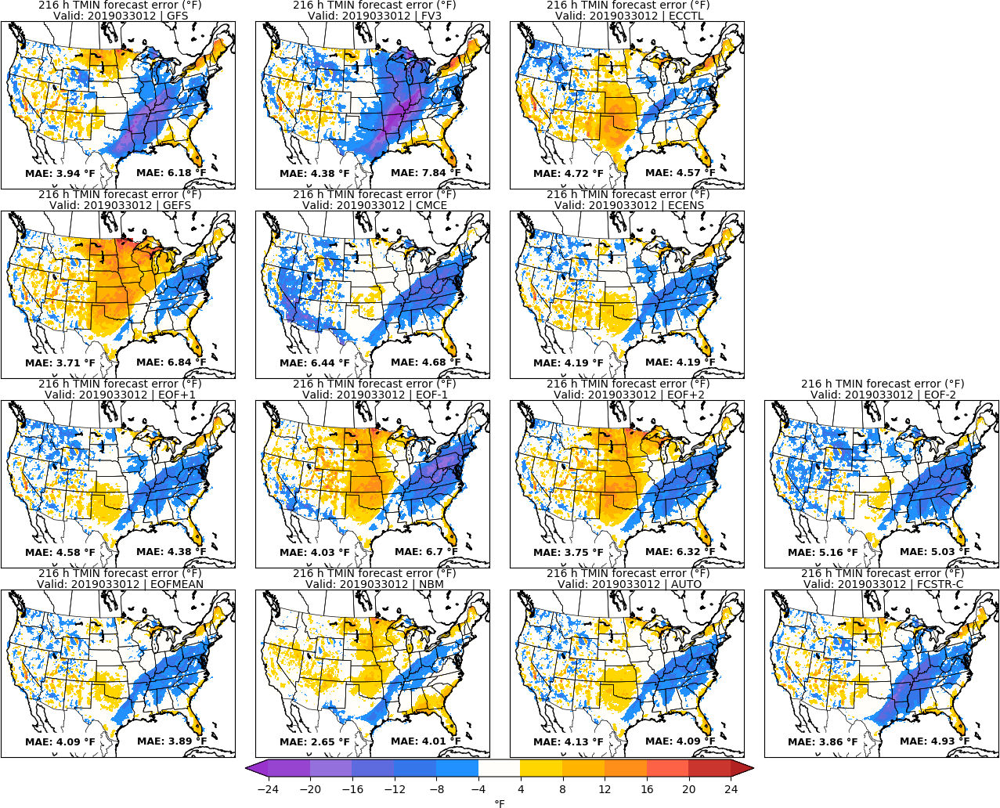 216 h TMIN forecast error (°F)
Valid: 2019033012 | GFS
MAE: 3.94 °F
MAE: 6.18 °F
216 h TMIN forecast error (°F)
Valid: 2019033012 | FV3
MAE: 4.38 °F
MAE: 7.84 °F
216 h TMIN forecast error (°F)
Valid: 2019033012 | ECCTL
MAE: 4.72 °F
MAE: 4.57 °F
216 h TMIN forecast error (°F)
Valid: 2019033012 | GEFS
MAE: 3.71 °F
MAE: 6.84 °F
216 h TMIN forecast error (°F)
Valid: 2019033012 | CMCE
MAE: 6.44 °F
MAE: 4.68 °F
216 h TMIN forecast error (°F)
Valid: 2019033012 | ECENS
MAE: 4.19 °F
MAE: 4.19 °F
216 h TMIN forecast error (°F)
Valid: 2019033012 | EOF+1
MAE: 4.58 °F
MAE: 4.38 °F
216 h TMIN forecast error (°F)
Valid: 2019033012 | EOF-1
MAE: 4.03 °F
MAE: 6.7 °F
216 h TMIN forecast error (°F)
Valid: 2019033012 | EOF+2
MAE: 3.75 °F
MAE: 6.32 °F
216 h TMIN forecast error (°F)
Valid: 2019033012 | EOF-2
MAE: 5.16 °F
MAE: 5.03 °F
216 h TMIN forecast error (°F)
Valid: 2019033012 | EOFMEAN
MAE: 4.09 °F
MAE: 3.89 °F
216 h TMIN forecast error (°F)
Valid: 2019033012 | NBM
MAE: 2.65 °F
MAE: 4.01 °F
216 h TMIN forecast error (°F)
Valid: 2019033012 | AUTO
MAE: 4.13 °F
MAE: 4.09 °F
216 h TMIN forecast error (°F)
Valid: 2019033012 | FCSTR-C
MAE: 3.86 °F
MAE: 4.93 °F
−24 −20 −16 −12 −8 −4 4 8 12 16 20 24
°F